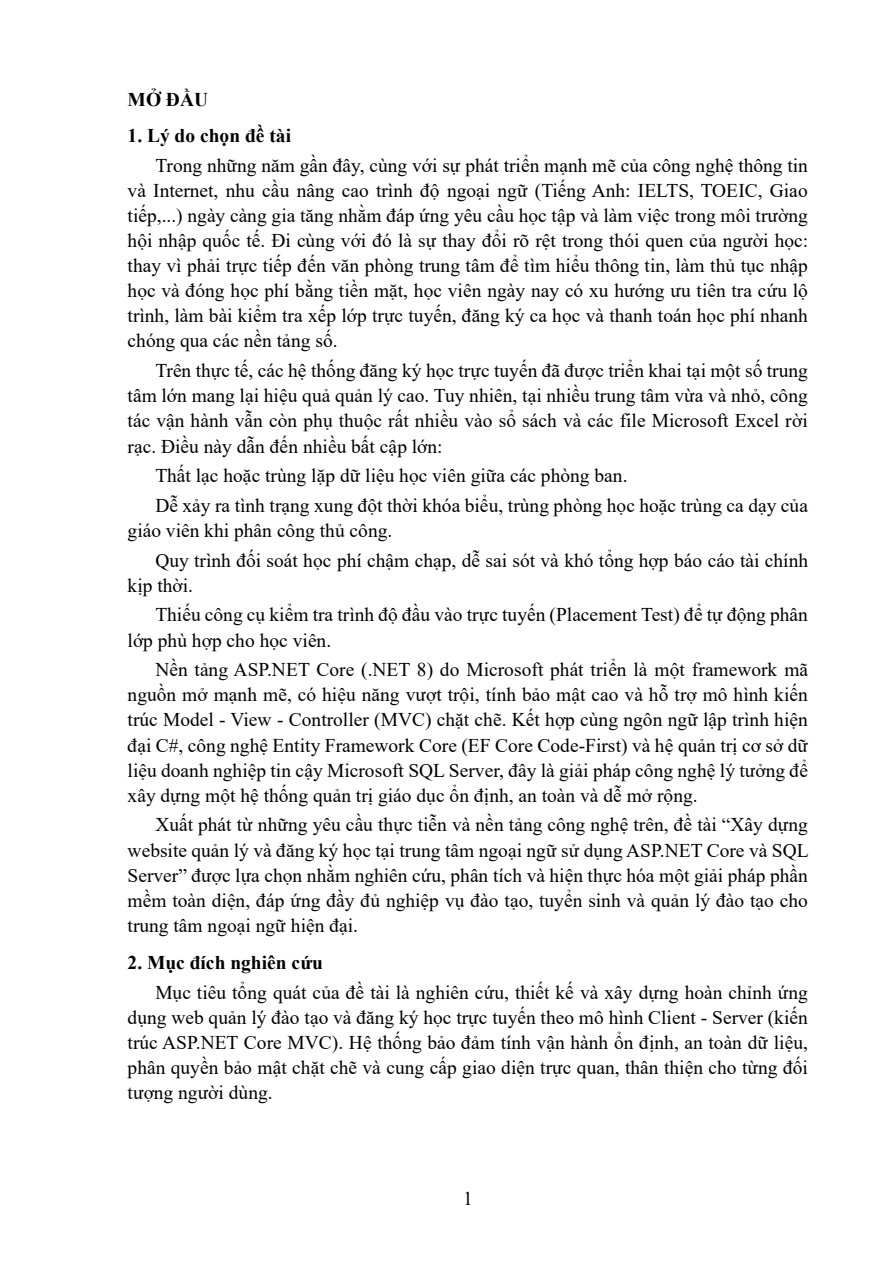 MỞ ĐẦU
1. Lý do chọn đề tài
Trong những năm gần đây, cùng với sự phát triển mạnh mẽ của công nghệ thông tin
và Internet, nhu cầu nâng cao trình độ ngoại ngữ (Tiếng Anh: IELTS, TOEIC, Giao
tiếp,...) ngày càng gia tăng nhằm đáp ứng yêu cầu học tập và làm việc trong môi trường
hội nhập quốc tế. Đi cùng với đó là sự thay đổi rõ rệt trong thói quen của người học:
thay vì phải trực tiếp đến văn phòng trung tâm để tìm hiểu thông tin, làm thủ tục nhập
học và đóng học phí bằng tiền mặt, học viên ngày nay có xu hướng ưu tiên tra cứu lộ
trình, làm bài kiểm tra xếp lớp trực tuyến, đăng ký ca học và thanh toán học phí nhanh
chóng qua các nền tảng số.
Trên thực tế, các hệ thống đăng ký học trực tuyến đã được triển khai tại một số trung
tâm lớn mang lại hiệu quả quản lý cao. Tuy nhiên, tại nhiều trung tâm vừa và nhỏ, công
tác vận hành vẫn còn phụ thuộc rất nhiều vào sổ sách và các file Microsoft Excel rời
rạc. Điều này dẫn đến nhiều bất cập lớn:
Thất lạc hoặc trùng lặp dữ liệu học viên giữa các phòng ban.
Dễ xảy ra tình trạng xung đột thời khóa biểu, trùng phòng học hoặc trùng ca dạy của
giáo viên khi phân công thủ công.
Quy trình đối soát học phí chậm chạp, dễ sai sót và khó tổng hợp báo cáo tài chính
kịp thời.
Thiếu công cụ kiểm tra trình độ đầu vào trực tuyến (Placement Test) để tự động phân
lớp phù hợp cho học viên.
Nền tảng ASP.NET Core (.NET 8) do Microsoft phát triển là một framework mã
nguồn mở mạnh mẽ, có hiệu năng vượt trội, tính bảo mật cao và hỗ trợ mô hình kiến
trúc Model - View - Controller (MVC) chặt chẽ. Kết hợp cùng ngôn ngữ lập trình hiện
đại C#, công nghệ Entity Framework Core (EF Core Code-First) và hệ quản trị cơ sở dữ
liệu doanh nghiệp tin cậy Microsoft SQL Server, đây là giải pháp công nghệ lý tưởng để
xây dựng một hệ thống quản trị giáo dục ổn định, an toàn và dễ mở rộng.
Xuất phát từ những yêu cầu thực tiễn và nền tảng công nghệ trên, đề tài “Xây dựng
website quản lý và đăng ký học tại trung tâm ngoại ngữ sử dụng ASP.NET Core và SQL
Server” được lựa chọn nhằm nghiên cứu, phân tích và hiện thực hóa một giải pháp phần
mềm toàn diện, đáp ứng đầy đủ nghiệp vụ đào tạo, tuyển sinh và quản lý đào tạo cho
trung tâm ngoại ngữ hiện đại.
2. Mục đích nghiên cứu
Mục tiêu tổng quát của đề tài là nghiên cứu, thiết kế và xây dựng hoàn chỉnh ứng
dụng web quản lý đào tạo và đăng ký học trực tuyến theo mô hình Client - Server (kiến
trúc ASP.NET Core MVC). Hệ thống bảo đảm tính vận hành ổn định, an toàn dữ liệu,
phân quyền bảo mật chặt chẽ và cung cấp giao diện trực quan, thân thiện cho từng đối
tượng người dùng.
1